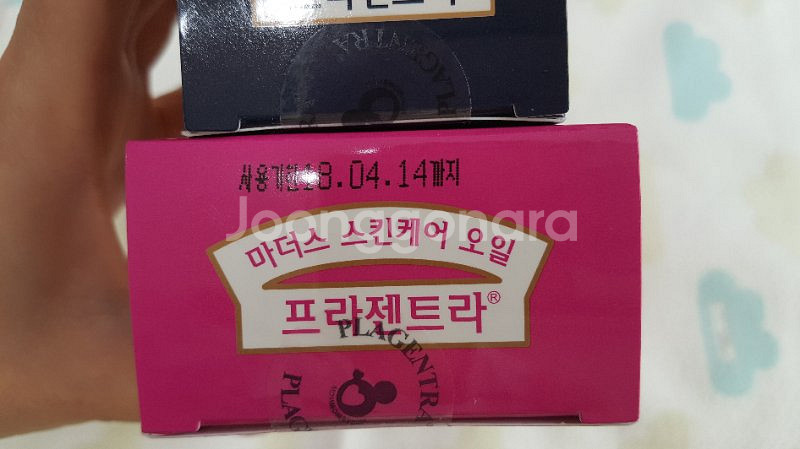 PLAGENTRA
사용기한18.04.14까지
Joonggonara
마더스 스킨케어 오일
프라젠트라®
PLAGENTRA
PLAGE